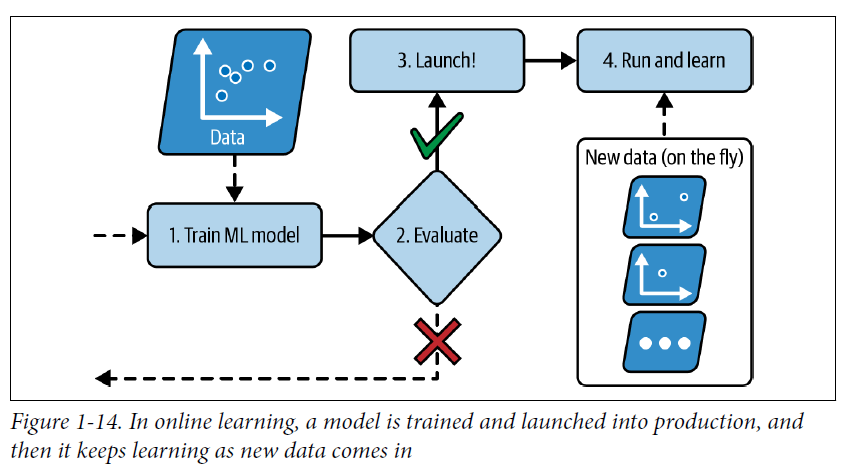 Data
3. Launch!
4. Run and learn
New data (on the fly)
1. Train ML model
2. Evaluate
Figure 1-14. In online learning, a model is trained and launched into production, and
then it keeps learning as new data comes in